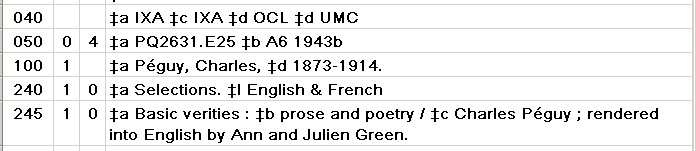 040 ‡a IXA ‡c IXA ‡d OCL ‡d UMC
050 0 4 ‡a PQ2631.E25 ‡b A6 1943b
100 1 ‡a Péguy, Charles, ‡d 1873-1914.
240 1 0 ‡a Selections. ‡l English & French
245 1 0 ‡a Basic verities : ‡b prose and poetry / ‡c Charles Péguy ; rendered
into English by Ann and Julien Green.